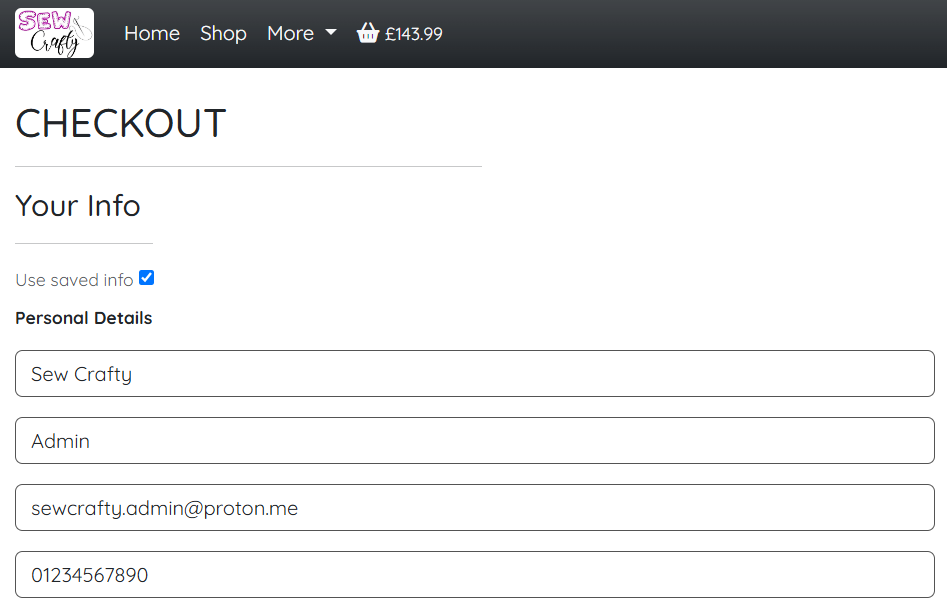 SEW
Crafty
Home Shop More £143.99
CHECKOUT
Your Info
Use saved info
Personal Details
Sew Crafty
Admin
sewcrafty.admin@proton.me
01234567890